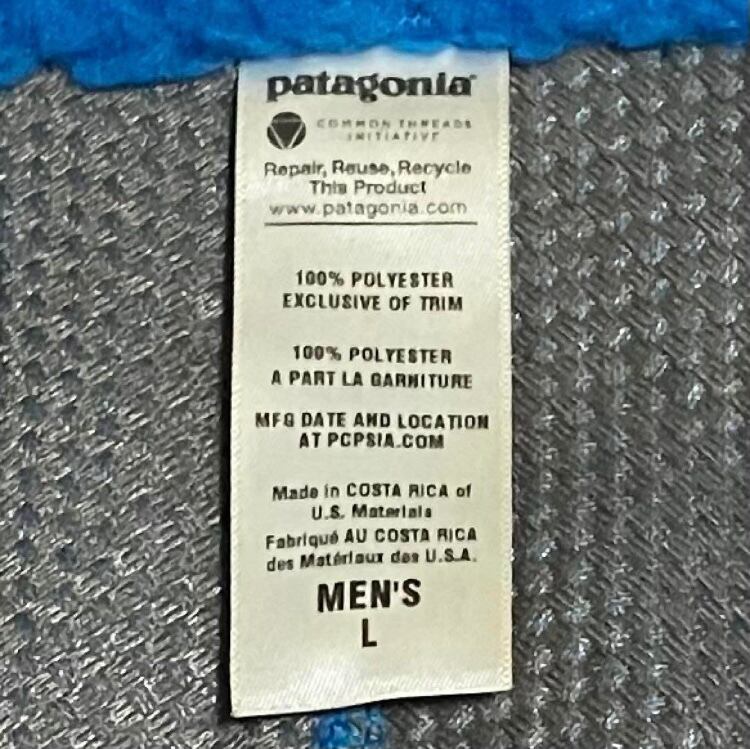 patagonia®
COMMON THREADS
INITIATIVE
Repair, Reuse, Recycle
This Product
www.patagonia.com
100% POLYESTER
EXCLUSIVE OF TRIM
100% POLYESTER
A PART LA GARNITURE
MFG DATE AND LOCATION
AT PCPSIA.COM
Made in COSTA RICA of
U.S. Materials
Fabriqué AU COSTA RICA
des Matériaux des U.S.A.
MEN'S
L